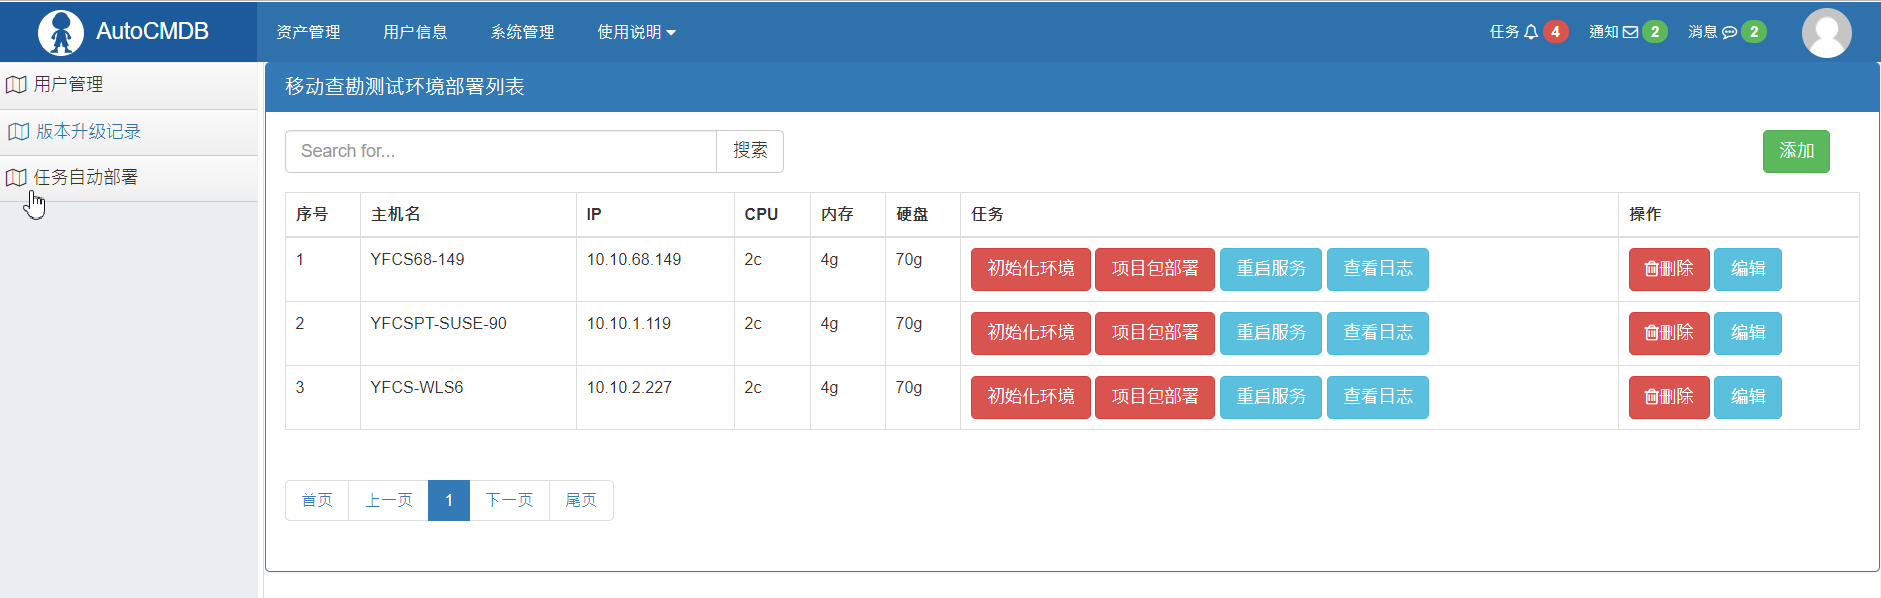 AutoCMDB 资产管理 用户信息 系统管理 使用说明 任务 4 通知 2 消息 2
用户管理
版本升级记录
任务自动部署
移动查勘测试环境部署列表
Search for... 搜索 添加
序号 主机名 IP CPU 内存 硬盘 任务 操作
1 YFCS68-149 10.10.68.149 2c 4g 70g 初始化环境 项目包部署 重启服务 查看日志 删除 编辑
2 YFCSPT-SUSE-90 10.10.1.119 2c 4g 70g 初始化环境 项目包部署 重启服务 查看日志 删除 编辑
3 YFCS-WLS6 10.10.2.227 2c 4g 70g 初始化环境 项目包部署 重启服务 查看日志 删除 编辑
首页 上一页 1 下一页 尾页